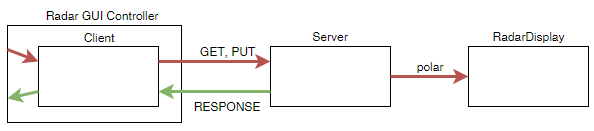 Radar GUI Controller
Client
GET, PUT
Server
RadarDisplay
polar
RESPONSE